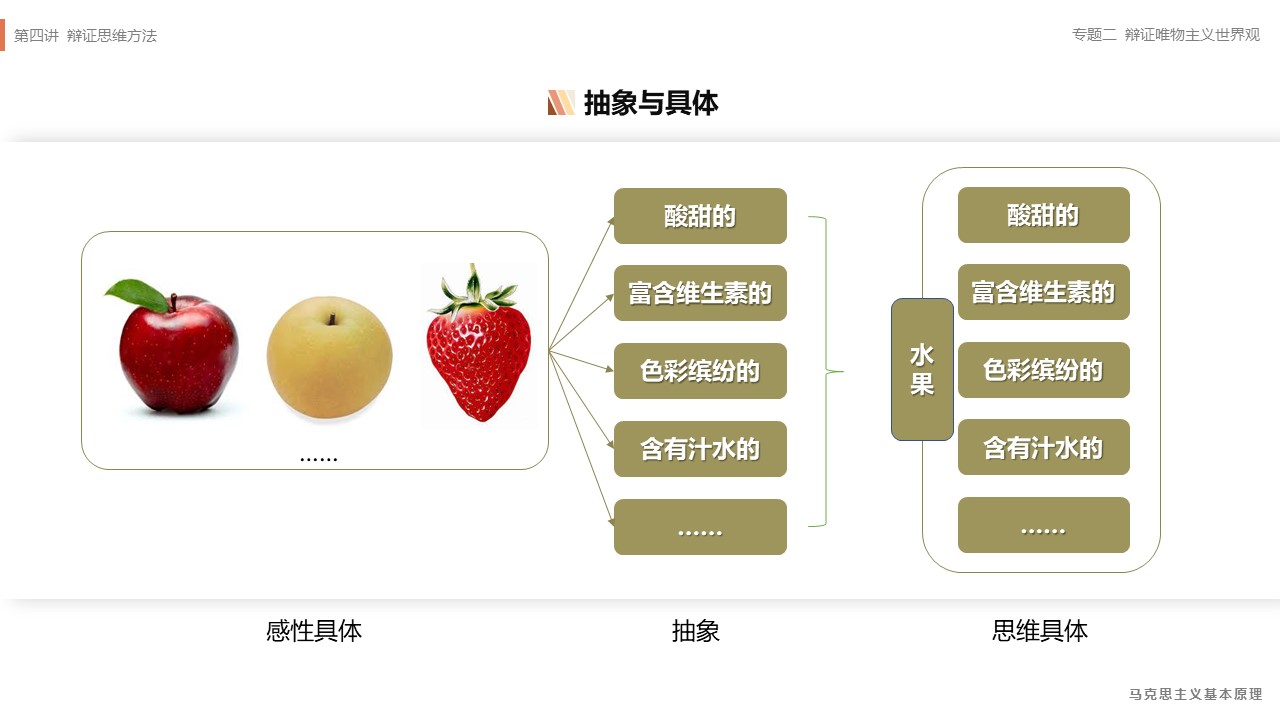 第四讲 辩证思维方法
专题二 辩证唯物主义世界观
抽象与具体
……
酸甜的
富含维生素的
色彩缤纷的
含有汁水的
……
水
果
酸甜的
富含维生素的
色彩缤纷的
含有汁水的
……
感性具体
抽象
思维具体
马克思主义基本原理